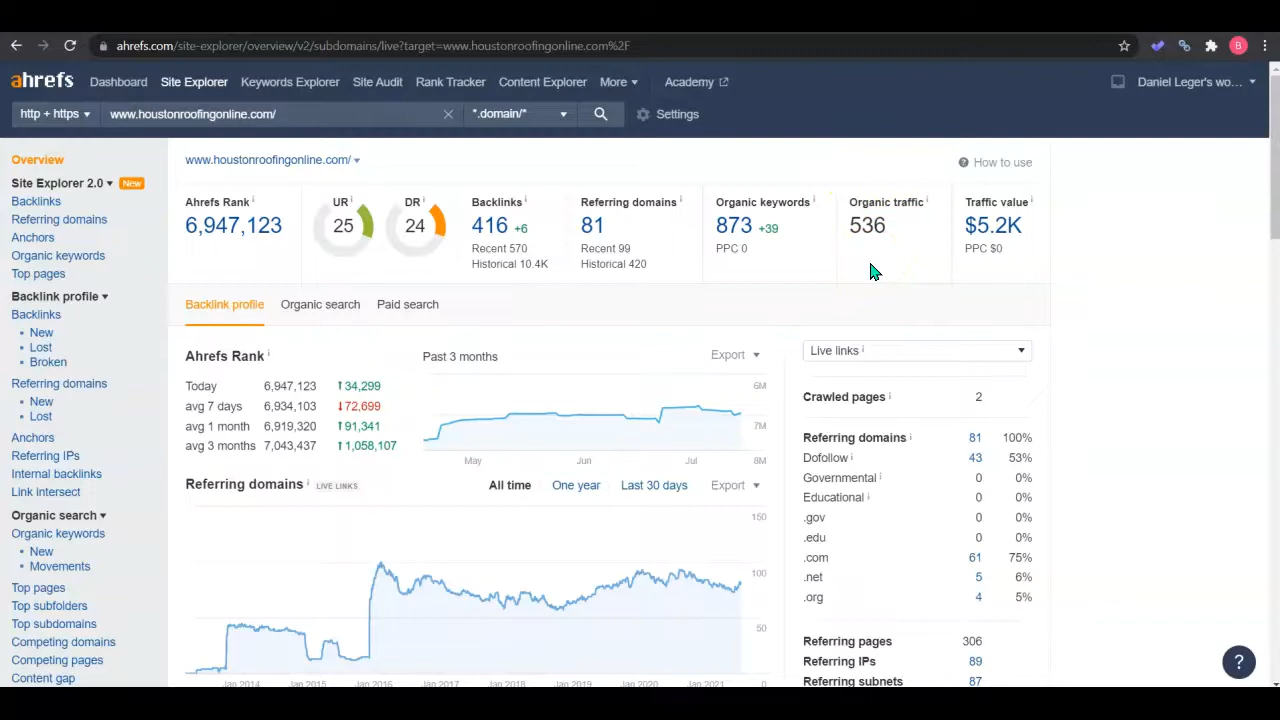 ahrefs.com/site-explorer/overview/v2/subdomains/live?target=www.houstonroofingonline.com%2F
B
ahrefs Dashboard Site Explorer Keywords Explorer Site Audit Rank Tracker Content Explorer More Academy Daniel Leger's wo...
http + https www.houstonroofingonline.com/ *.domain/* Settings
Overview
Site Explorer 2.0 New
Backlinks
Referring domains
Anchors
Organic keywords
Top pages
Backlink profile
Backlinks
• New
• Lost
• Broken
Referring domains
• New
• Lost
Anchors
Referring IPs
Internal backlinks
Link intersect
Organic search
Organic keywords
• New
• Movements
Top pages
Top subfolders
Top subdomains
Competing domains
Competing pages
Content gap
www.houstonroofingonline.com/ How to use
Ahrefs Rank
6,947,123
UR
25
DR
24
Backlinks
416 +6
Recent 570
Historical 10.4K
Referring domains
81
Recent 99
Historical 420
Organic keywords
873 +39
PPC 0
Organic traffic
536
Traffic value
$5.2K
PPC $0
Backlink profile Organic search Paid search
Ahrefs Rank
Today 6,947,123 ↑34,299
avg 7 days 6,934,103 ↓72,699
avg 1 month 6,919,320 ↑91,341
avg 3 months 7,043,437 ↑1,058,107
Past 3 months Export
6M
7M
8M
May Jun Jul
Referring domains LIVE LINKS All time One year Last 30 days Export
150
100
50
0
Jan 2014 Jan 2015 Jan 2016 Jan 2017 Jan 2018 Jan 2019 Jan 2020 Jan 2021
Live links
Crawled pages 2
Referring domains 81 100%
Dofollow 43 53%
Governmental 0 0%
Educational 0 0%
.gov 0 0%
.edu 0 0%
.com 61 75%
.net 5 6%
.org 4 5%
Referring pages 306
Referring IPs 89
Referring subnets 87
?